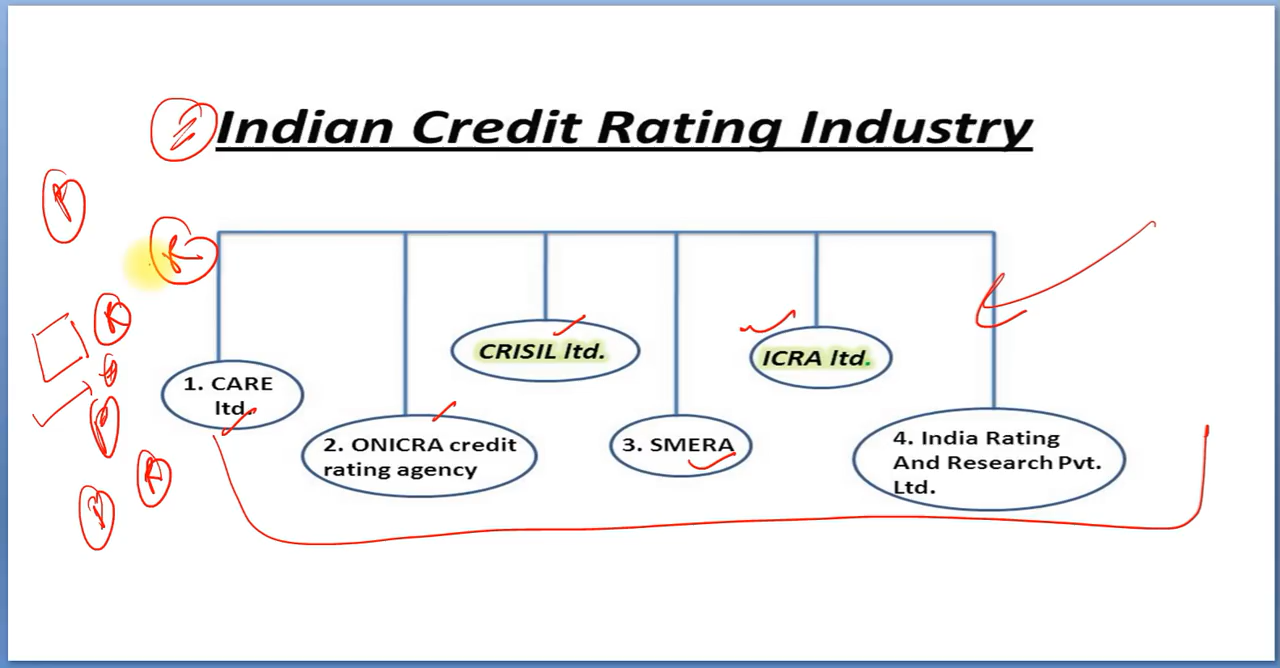 Indian Credit Rating Industry
CRISIL ltd.
ICRA ltd.
1. CARE
ltd.
2. ONICRA credit
rating agency
3. SMERA
4. India Rating
And Research Pvt.
Ltd.